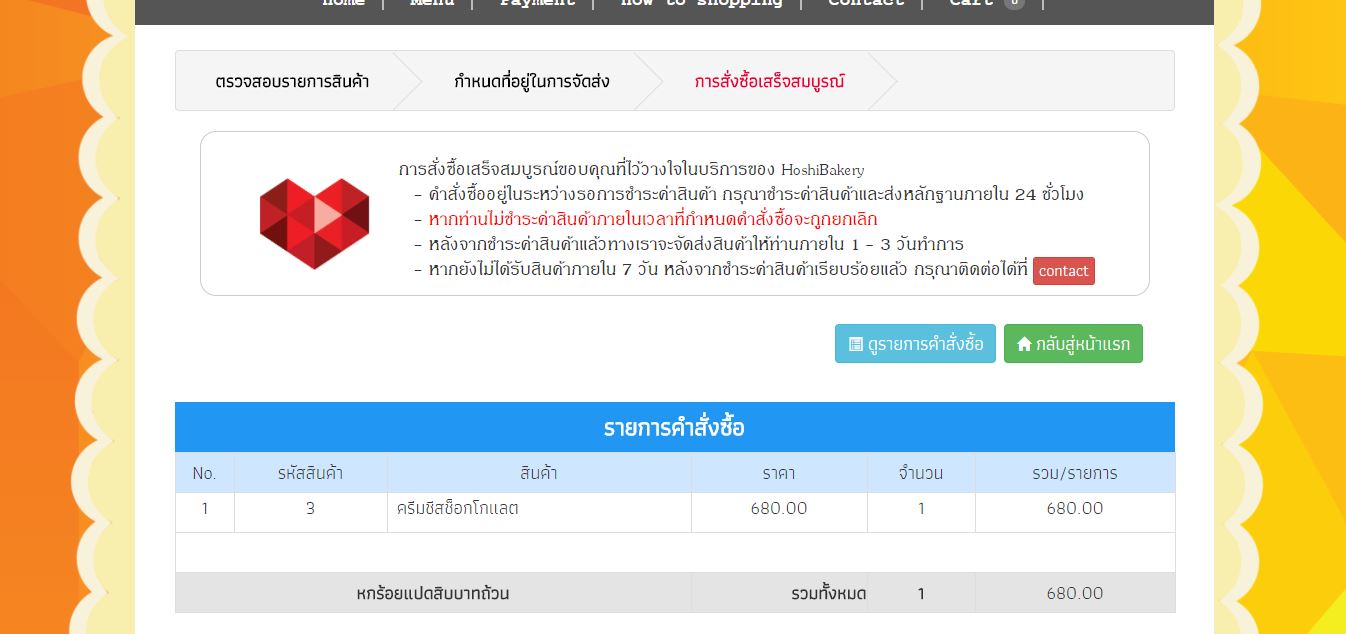 Home | Menu | Payment | How to shopping | Contact | Cart 0 |
ตรวจสอบรายการสินค้า กำหนดที่อยู่ในการจัดส่ง การสั่งซื้อเสร็จสมบูรณ์
การสั่งซื้อเสร็จสมบูรณ์ขอบคุณที่ไว้วางใจในบริการของ HoshiBakery
- คำสั่งซื้ออยู่ในระหว่างรอการชำระค่าสินค้า กรุณาชำระค่าสินค้าและส่งหลักฐานภายใน 24 ชั่วโมง
- หากท่านไม่ชำระค่าสินค้าภายในเวลาที่กำหนดคำสั่งซื้อจะถูกยกเลิก
- หลังจากชำระค่าสินค้าแล้วทางเราจะจัดส่งสินค้าให้ท่านภายใน 1 - 3 วันทำการ
- หากยังไม่ได้รับสินค้าภายใน 7 วัน หลังจากชำระค่าสินค้าเรียบร้อยแล้ว กรุณาติดต่อได้ที่ contact
ดูรายการคำสั่งซื้อ กลับสู่หน้าแรก
รายการคำสั่งซื้อ
No. รหัสสินค้า สินค้า ราคา จำนวน รวม/รายการ
1 3 ครีมชีสช็อกโกแลต 680.00 1 680.00
หกร้อยแปดสิบบาทถ้วน รวมทั้งหมด 1 680.00